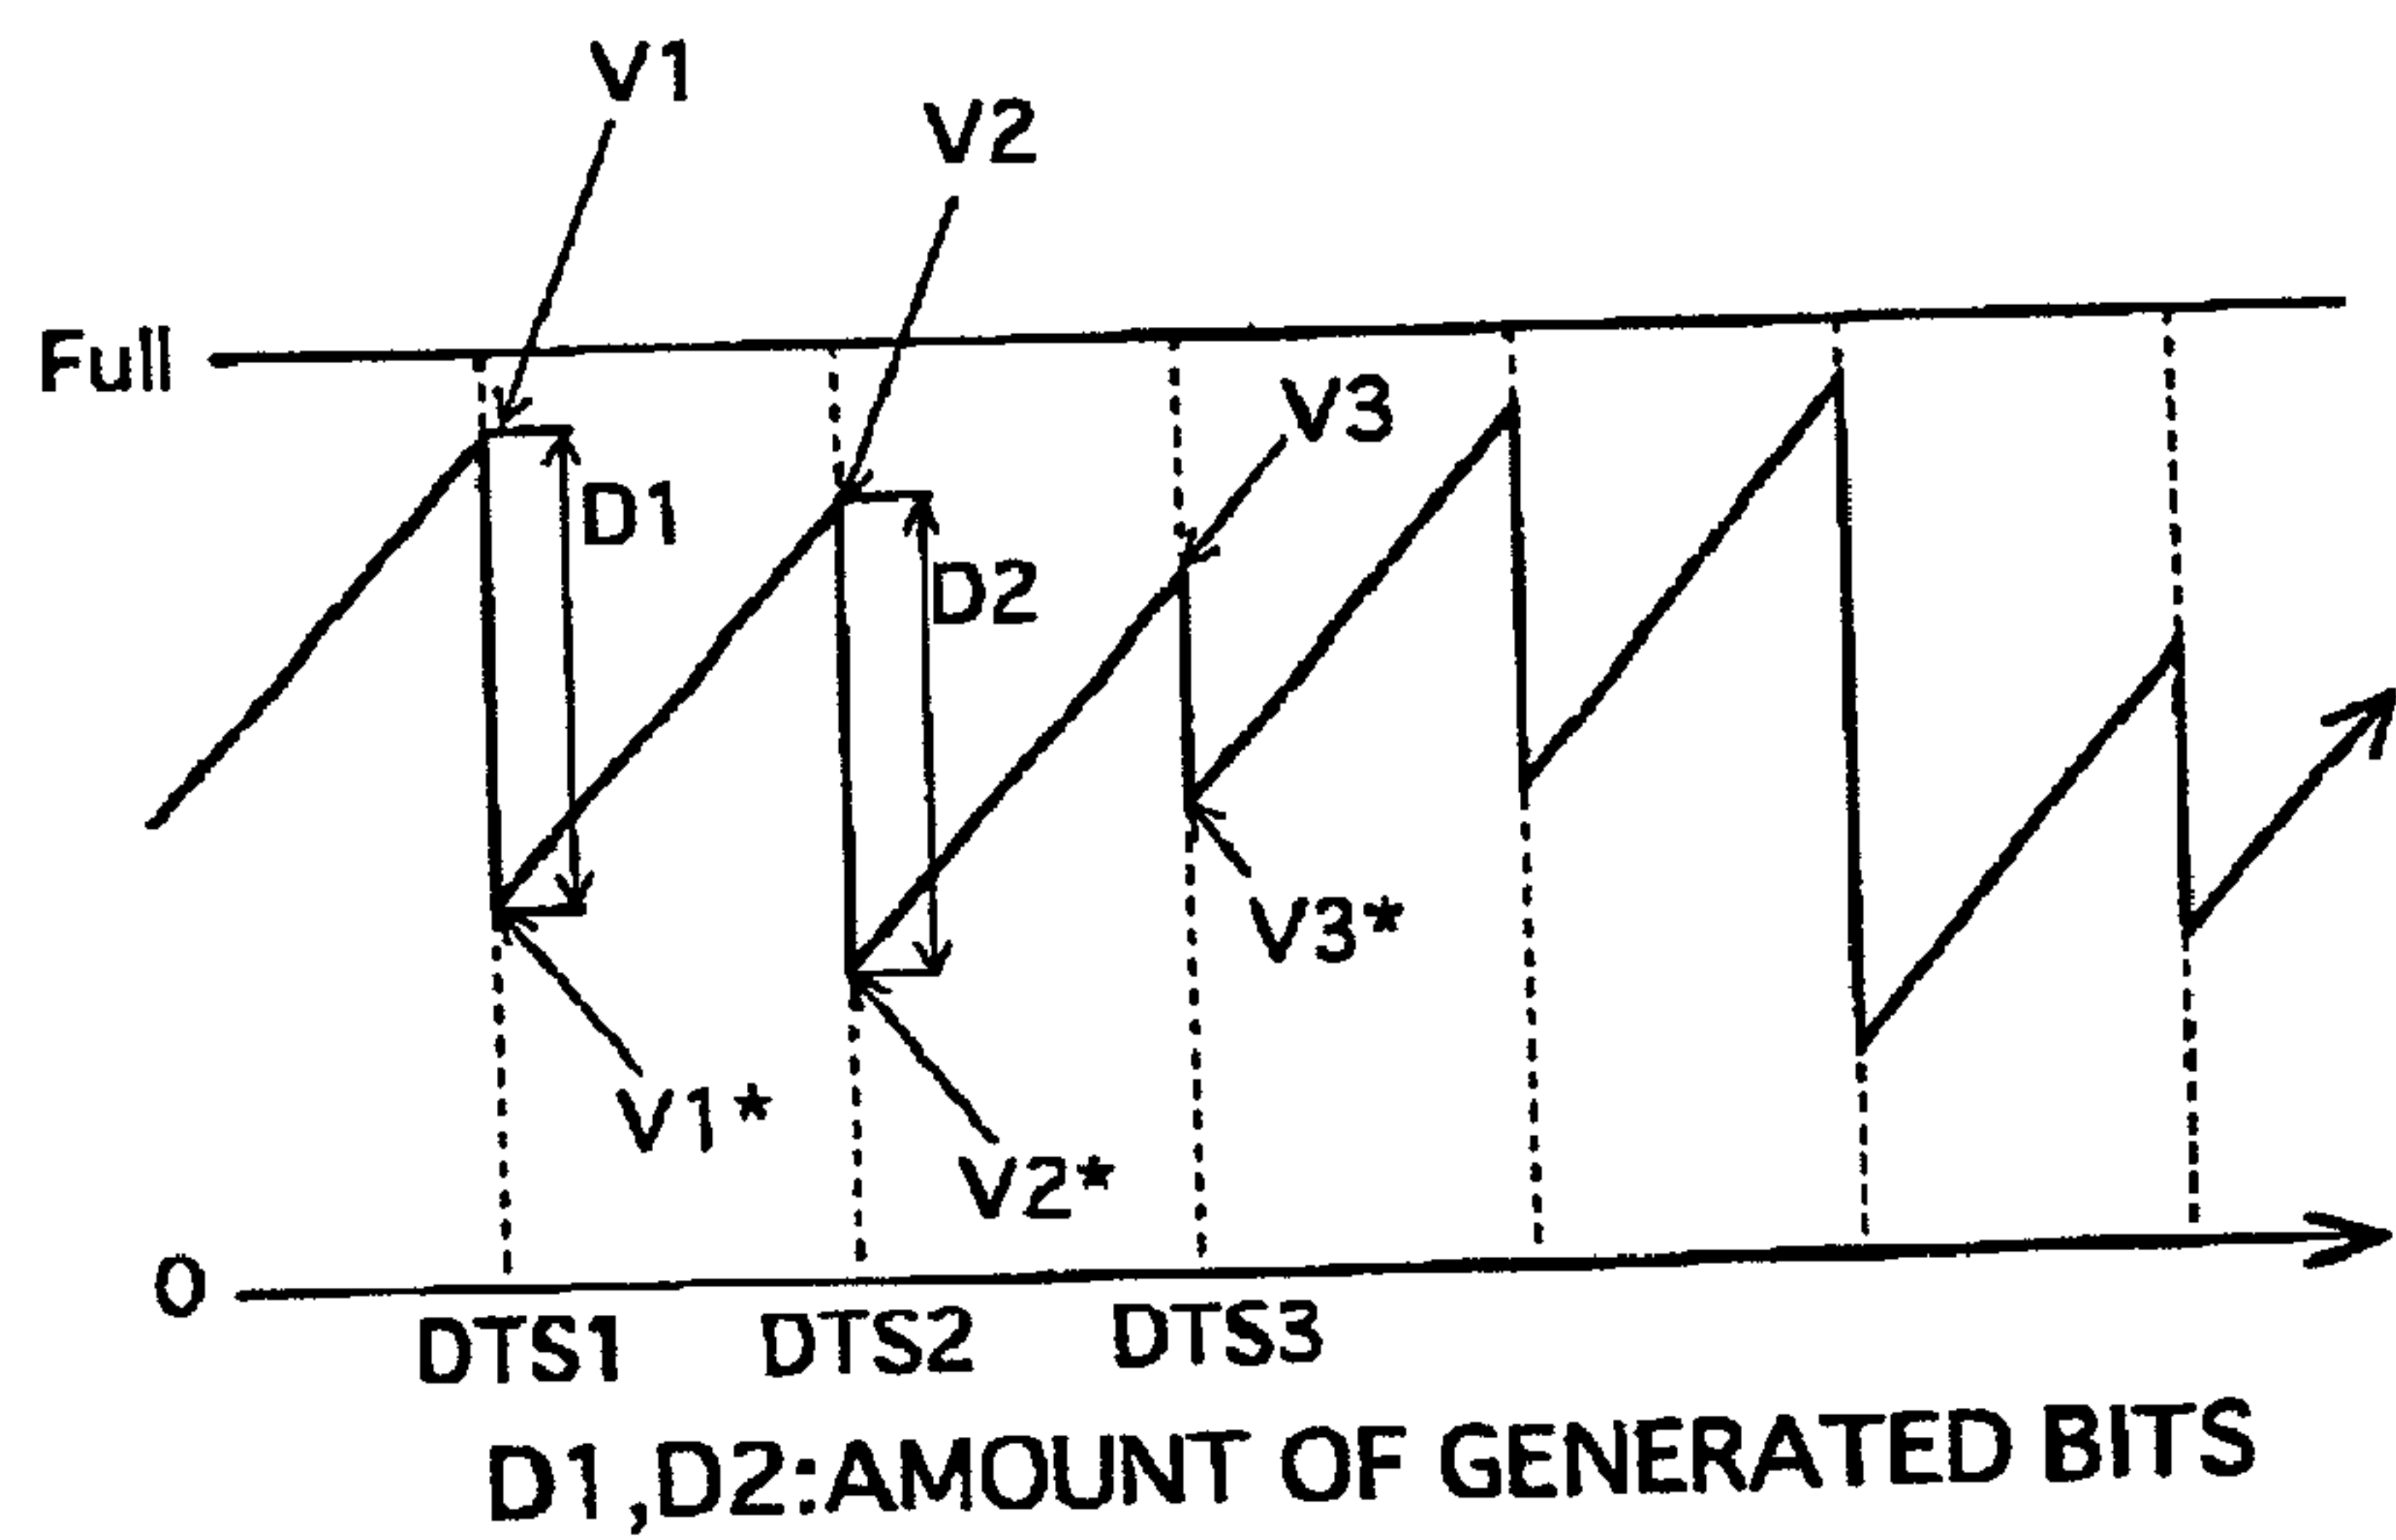 V1
V2
Full
V3
D1
D2
V3*
V1*
V2*
0
DTS1 DTS2 DTS3
D1,D2:AMOUNT OF GENERATED BITS